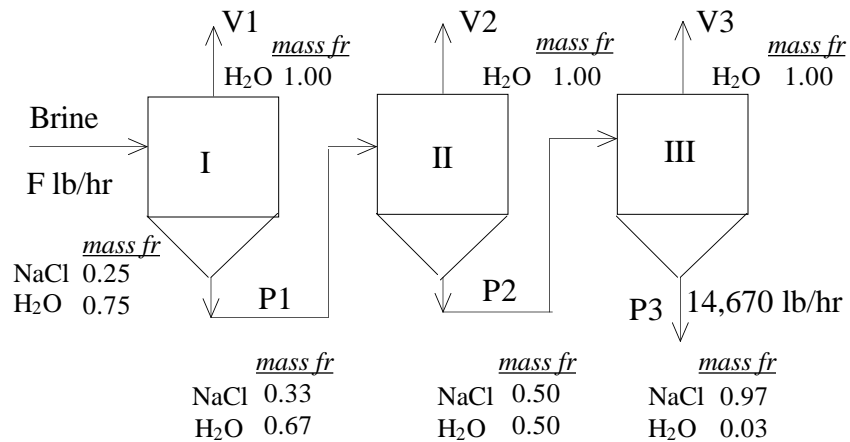 V1
mass fr
H₂O 1.00
V2
mass fr
H₂O 1.00
V3
mass fr
H₂O 1.00
Brine
F lb/hr
I
II
III
mass fr
NaCl 0.25
H₂O 0.75
P1
P2
P3
14,670 lb/hr
mass fr
NaCl 0.33
H₂O 0.67
mass fr
NaCl 0.50
H₂O 0.50
mass fr
NaCl 0.97
H₂O 0.03